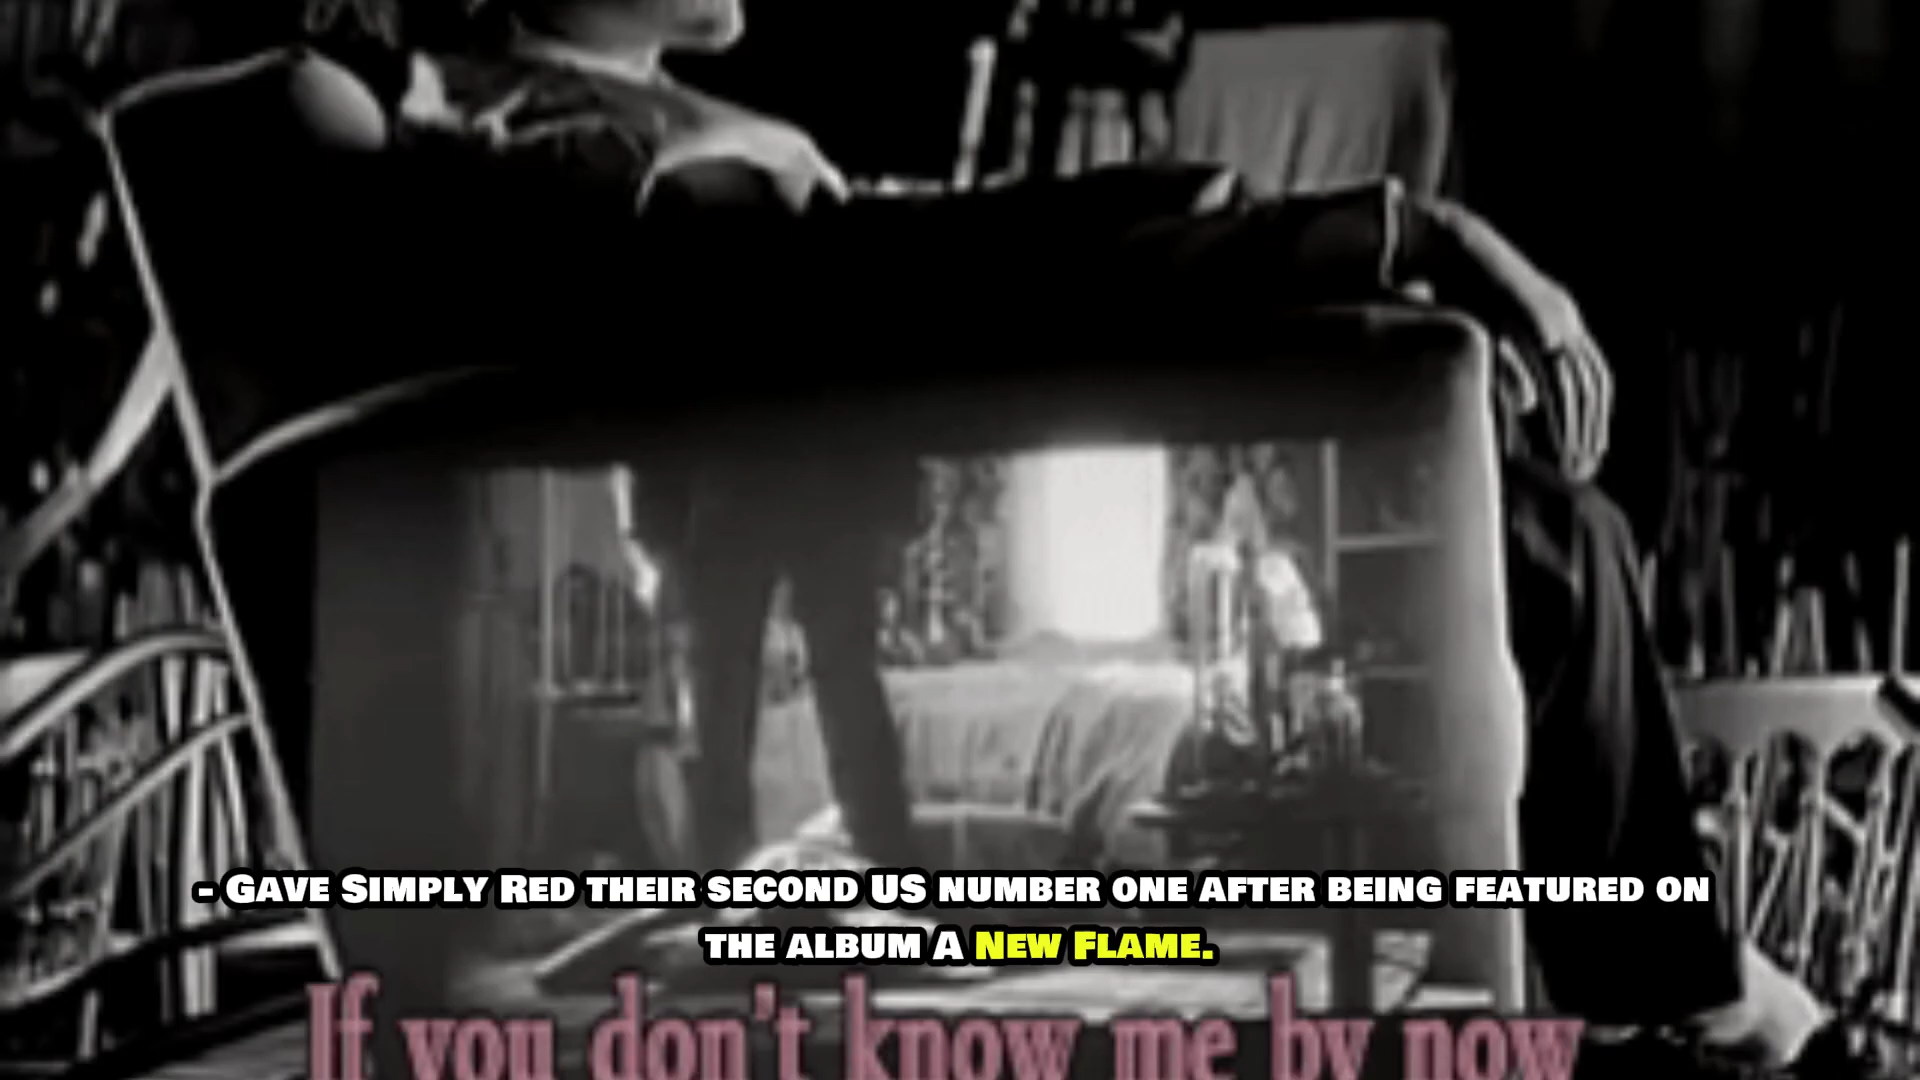 - Gave Simply Red their second US number one after being featured on
the album A New Flame.
If you don't know me by now